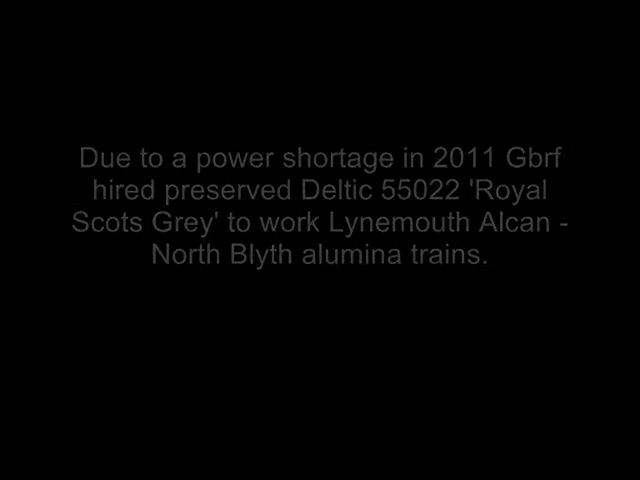 Due to a power shortage in 2011 Gbrf
hired preserved Deltic 55022 'Royal
Scots Grey' to work Lynemouth Alcan -
North Blyth alumina trains.